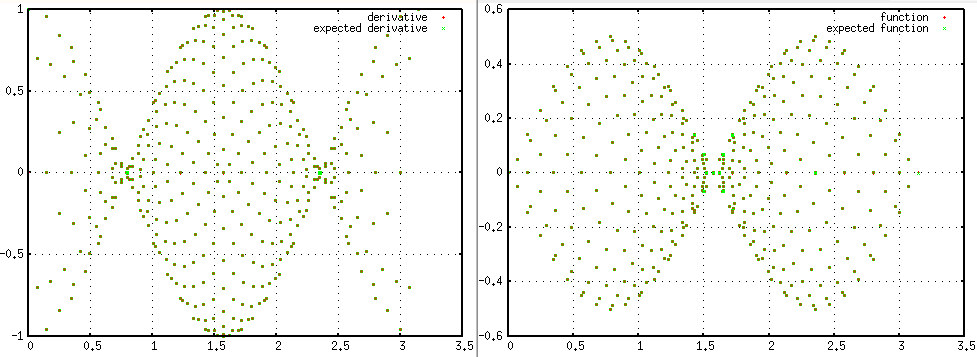 derivative
expected derivative
1
0.5
0
-0.5
-1
0 0.5 1 1.5 2 2.5 3 3.5
function
expected function
0.6
0.4
0.2
0
-0.2
-0.4
-0.6
0 0.5 1 1.5 2 2.5 3 3.5